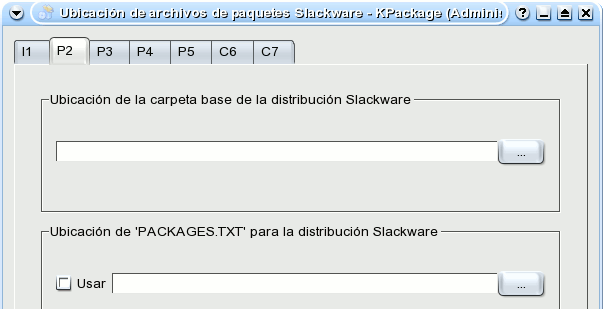 Ubicación de archivos de paquetes Slackware - KPackage (Admini
I1 P2 P3 P4 P5 C6 C7
Ubicación de la carpeta base de la distribución Slackware
...
Ubicación de 'PACKAGES.TXT' para la distribución Slackware
Usar ...